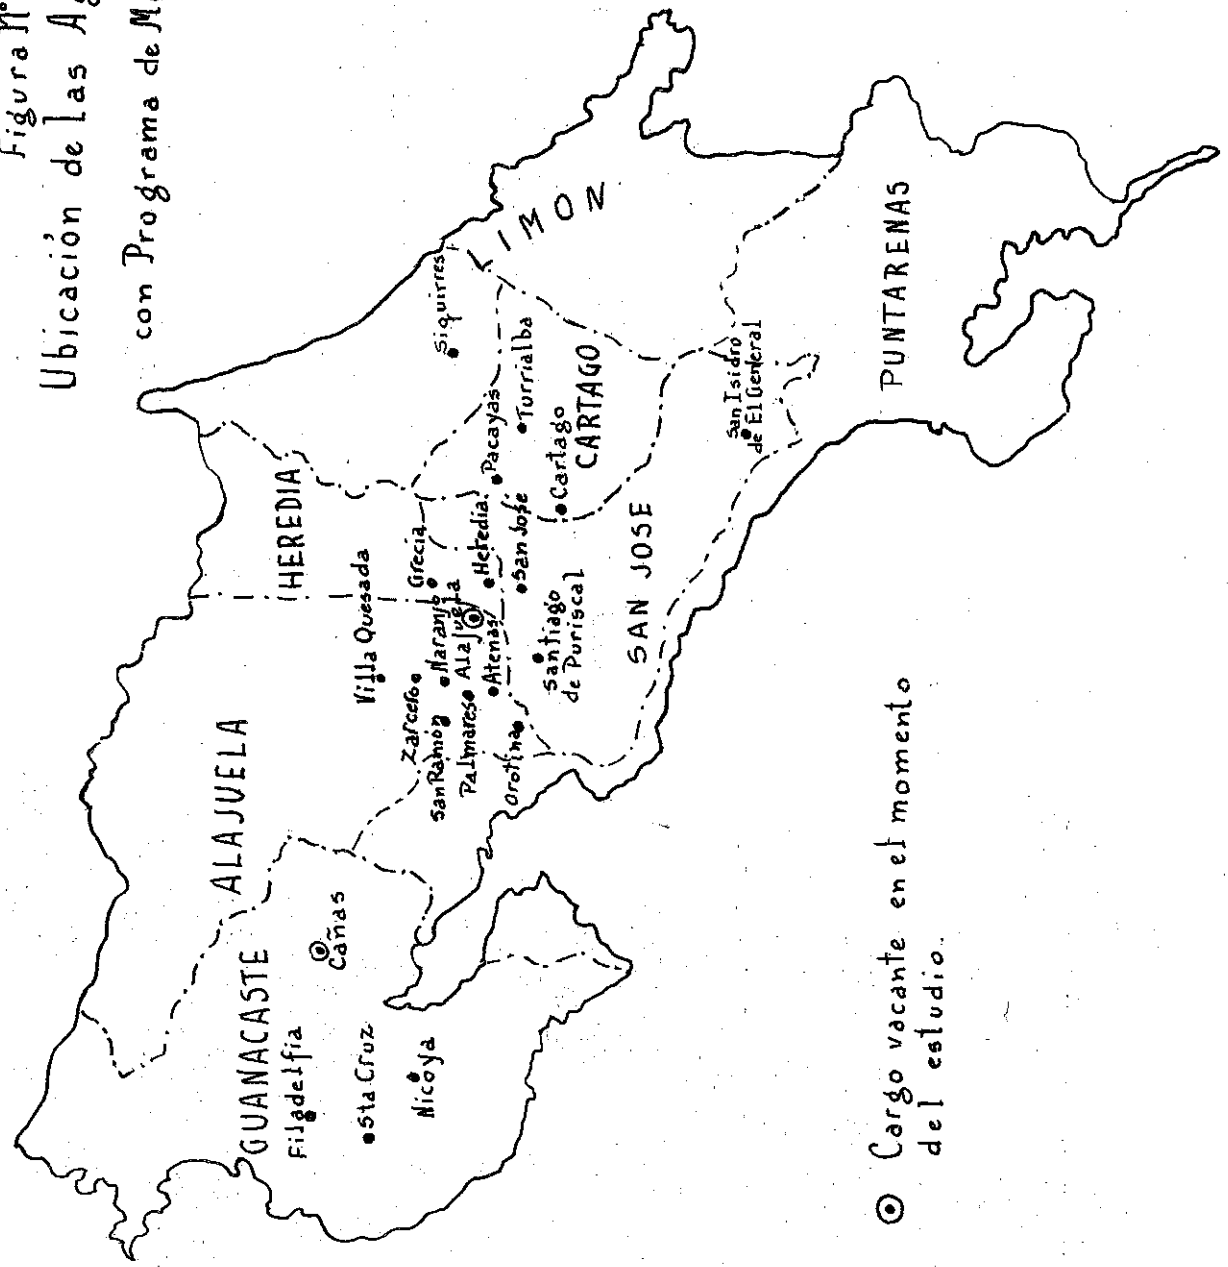 Figura N°
Ubicación de las
con Programa de
LIMON
Siquirres
HEREDIA
Pacayas
Turrialba
Cartago
CARTAGO
San Isidro
de El General
PUNTARENAS
Villa Quesada
Grecia
Heredia
San José
Naranjo
Alajuela
Atenas
Santiago
de Puriscal
SAN JOSE
ALAJUELA
Zarcero
San Ramón
Palmares
Orotina
GUANACASTE
Cañas
Filadelfia
Sta Cruz
Nicoya
Cargo vacante en el momento
del estudio.